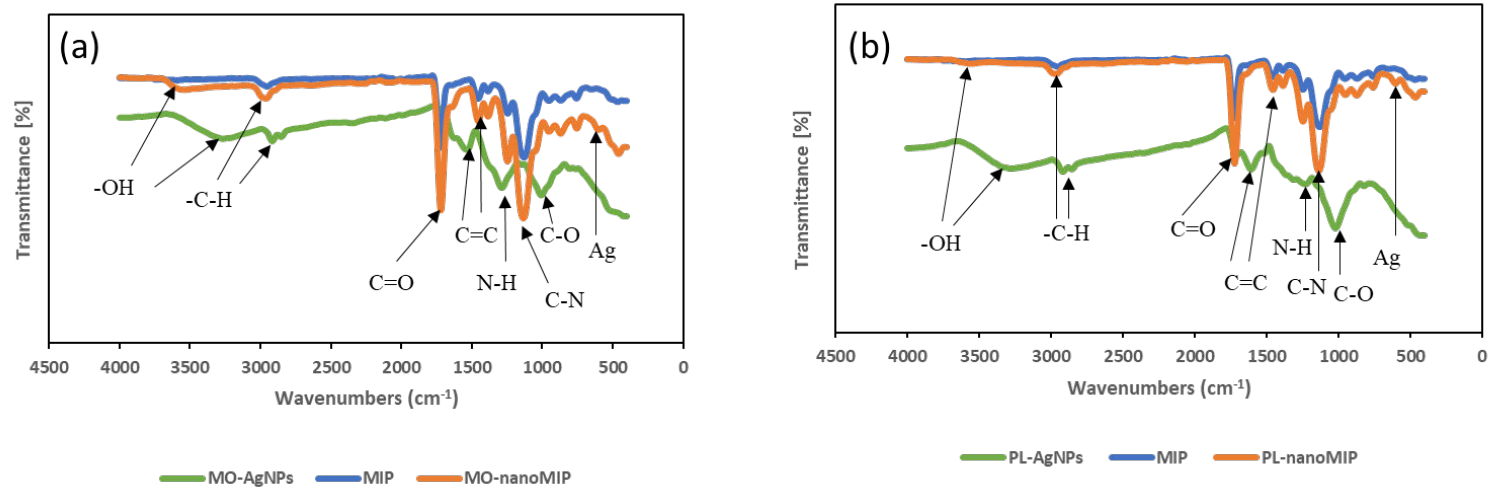 (a)
Transmittance [%]
-OH
-C-H
C=O
C=C
N-H
C-O
C-N
Ag
4500 4000 3500 3000 2500 2000 1500 1000 500 0
Wavenumbers (cm-1)
MO-AgNPs MIP MO-nanoMIP
(b)
Transmittance [%]
-OH
-C-H
C=O
C=C
N-H
C-N
C-O
Ag
4500 4000 3500 3000 2500 2000 1500 1000 500 0
Wavenumbers (cm-1)
PL-AgNPs MIP PL-nanoMIP